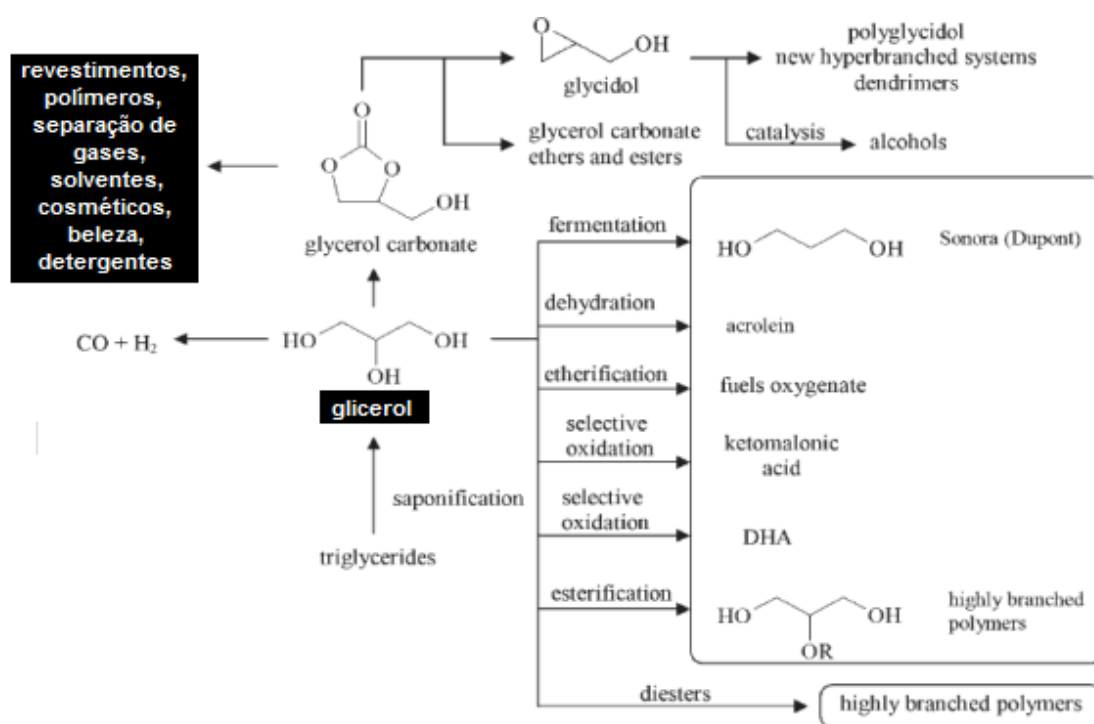 revestimentos,
polímeros,
separação de
gases,
solventes,
cosméticos,
beleza,
detergentes
O
OH
glycidol
polyglycidol
new hyperbranched systems
dendrimers
glycerol carbonate
ethers and esters
catalysis
alcohols
O
O
O
OH
glycerol carbonate
CO + H2
HO
OH
OH
glicerol
saponification
triglycerides
fermentation
HO
OH
Sonora (Dupont)
dehydration
acrolein
etherification
fuels oxygenate
selective
oxidation
ketomalonic
acid
selective
oxidation
DHA
esterification
HO
OH
OR
highly branched
polymers
diesters
highly branched polymers